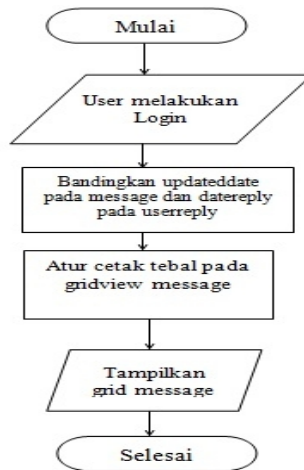 Mulai
User melakukan
Login
Bandingkan updateddate
pada message dan datereply
pada userreply
Atur cetak tebal pada
gridview message
Tampilkan
grid message
Selesai